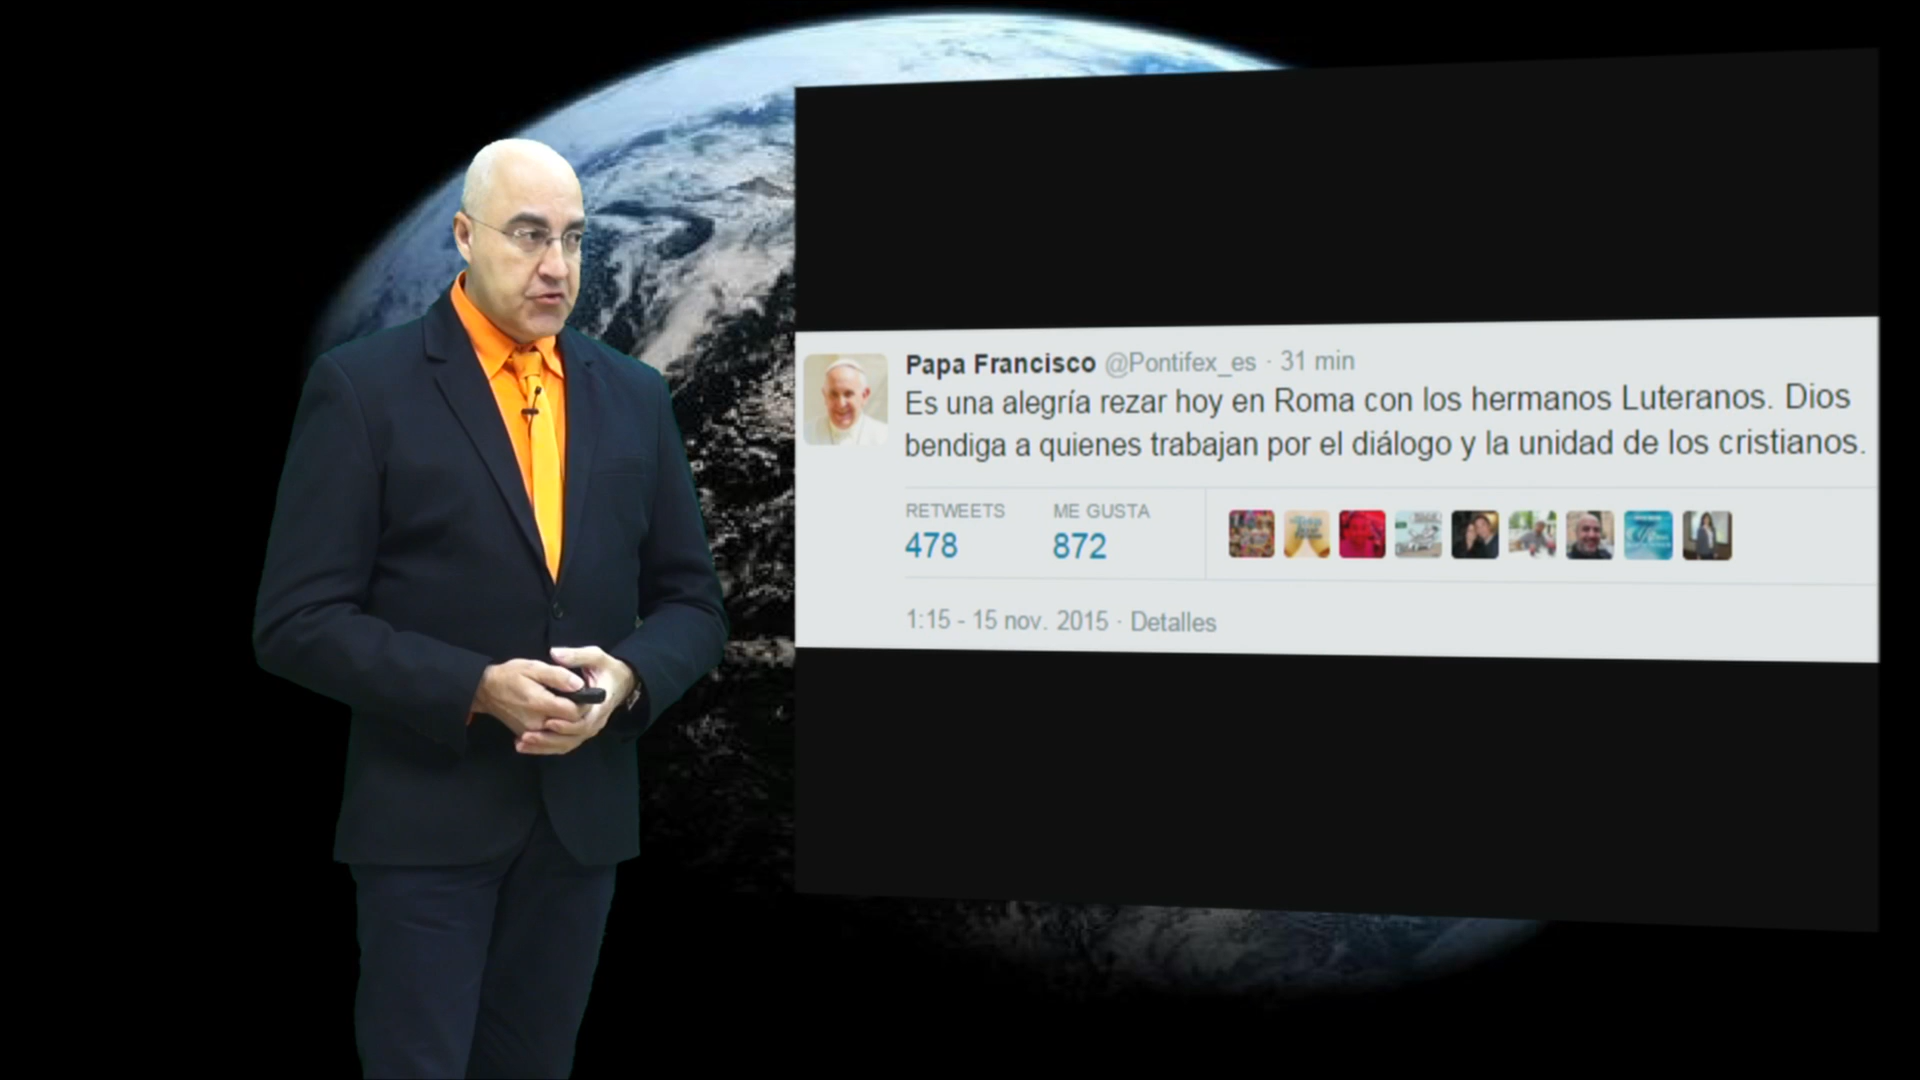 Papa Francisco @Pontifex_es · 31 min
Es una alegría rezar hoy en Roma con los hermanos Luteranos. Dios
bendiga a quienes trabajan por el diálogo y la unidad de los cristianos.
RETWEETS ME GUSTA
478 872
1:15 - 15 nov. 2015 · Detalles